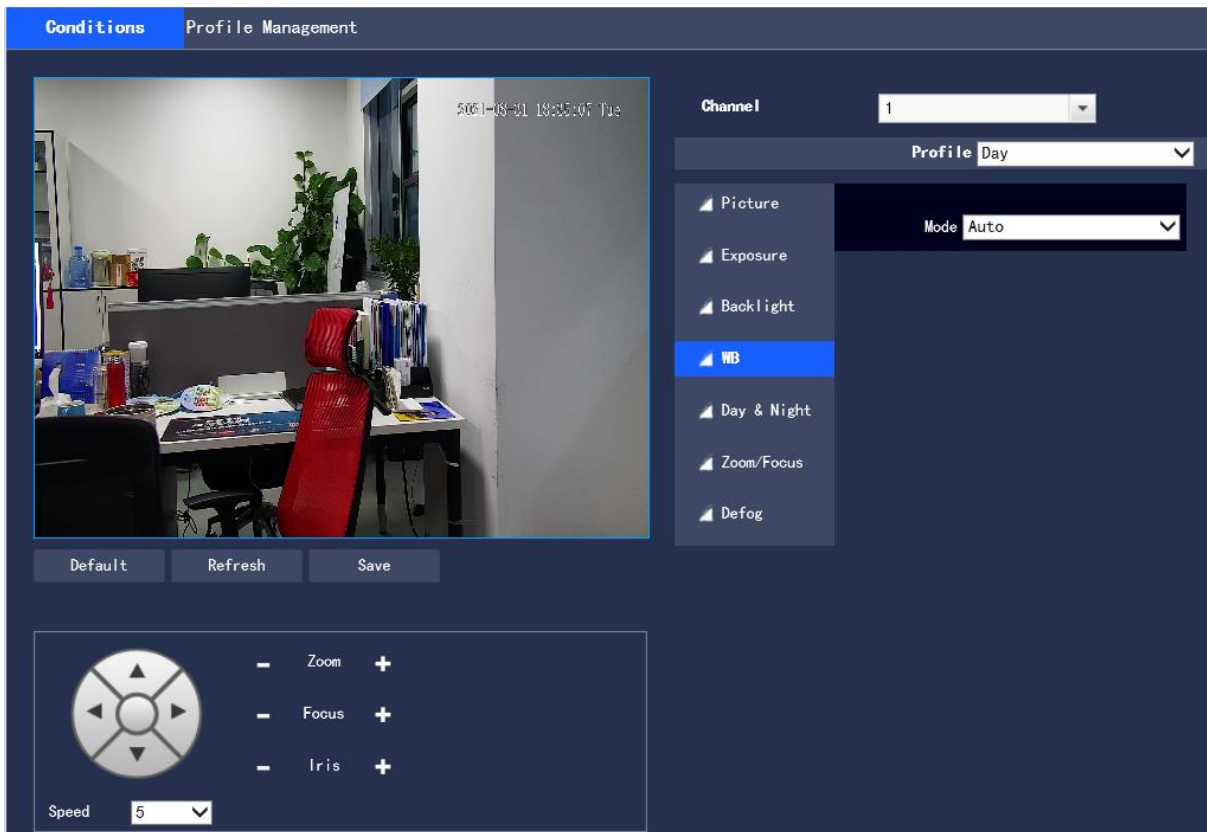 Conditions
Profile Management
Channel
1
Profile Day
Picture
Mode Auto
Exposure
Backlight
WB
Day & Night
Zoom/Focus
Defog
Default
Refresh
Save
- Zoom +
- Focus +
- Iris +
Speed 5